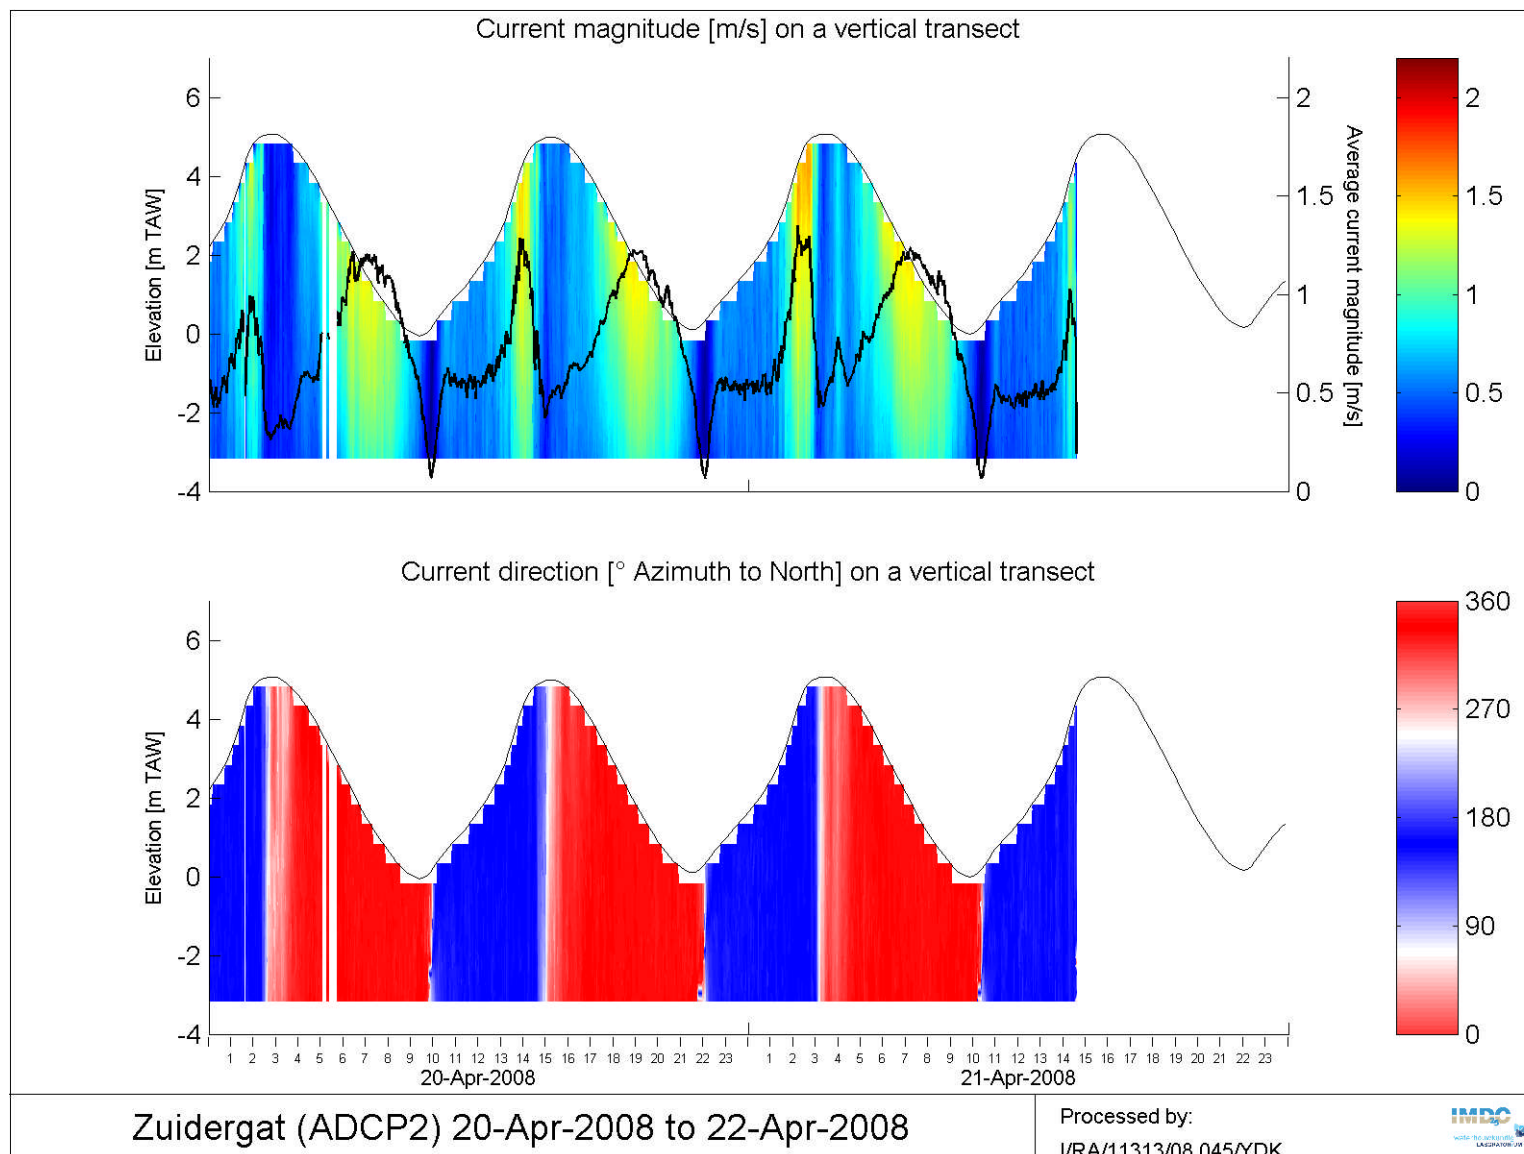 Current magnitude [m/s] on a vertical transect
6
4
2
0
-2
-4
Elevation [m TAW]
2
1.5
1
0.5
0
Average current magnitude [m/s]
2
1.5
1
0.5
0
Current direction [° Azimuth to North] on a vertical transect
6
4
2
0
-2
-4
Elevation [m TAW]
360
270
180
90
0
1 2 3 4 5 6 7 8 9 10 11 12 13 14 15 16 17 18 19 20 21 22 23 1 2 3 4 5 6 7 8 9 10 11 12 13 14 15 16 17 18 19 20 21 22 23
20-Apr-2008 21-Apr-2008
Zuidergat (ADCP2) 20-Apr-2008 to 22-Apr-2008
Processed by:
I/RA/11313/08.045/YDK
IMDC
LABORATORIUM